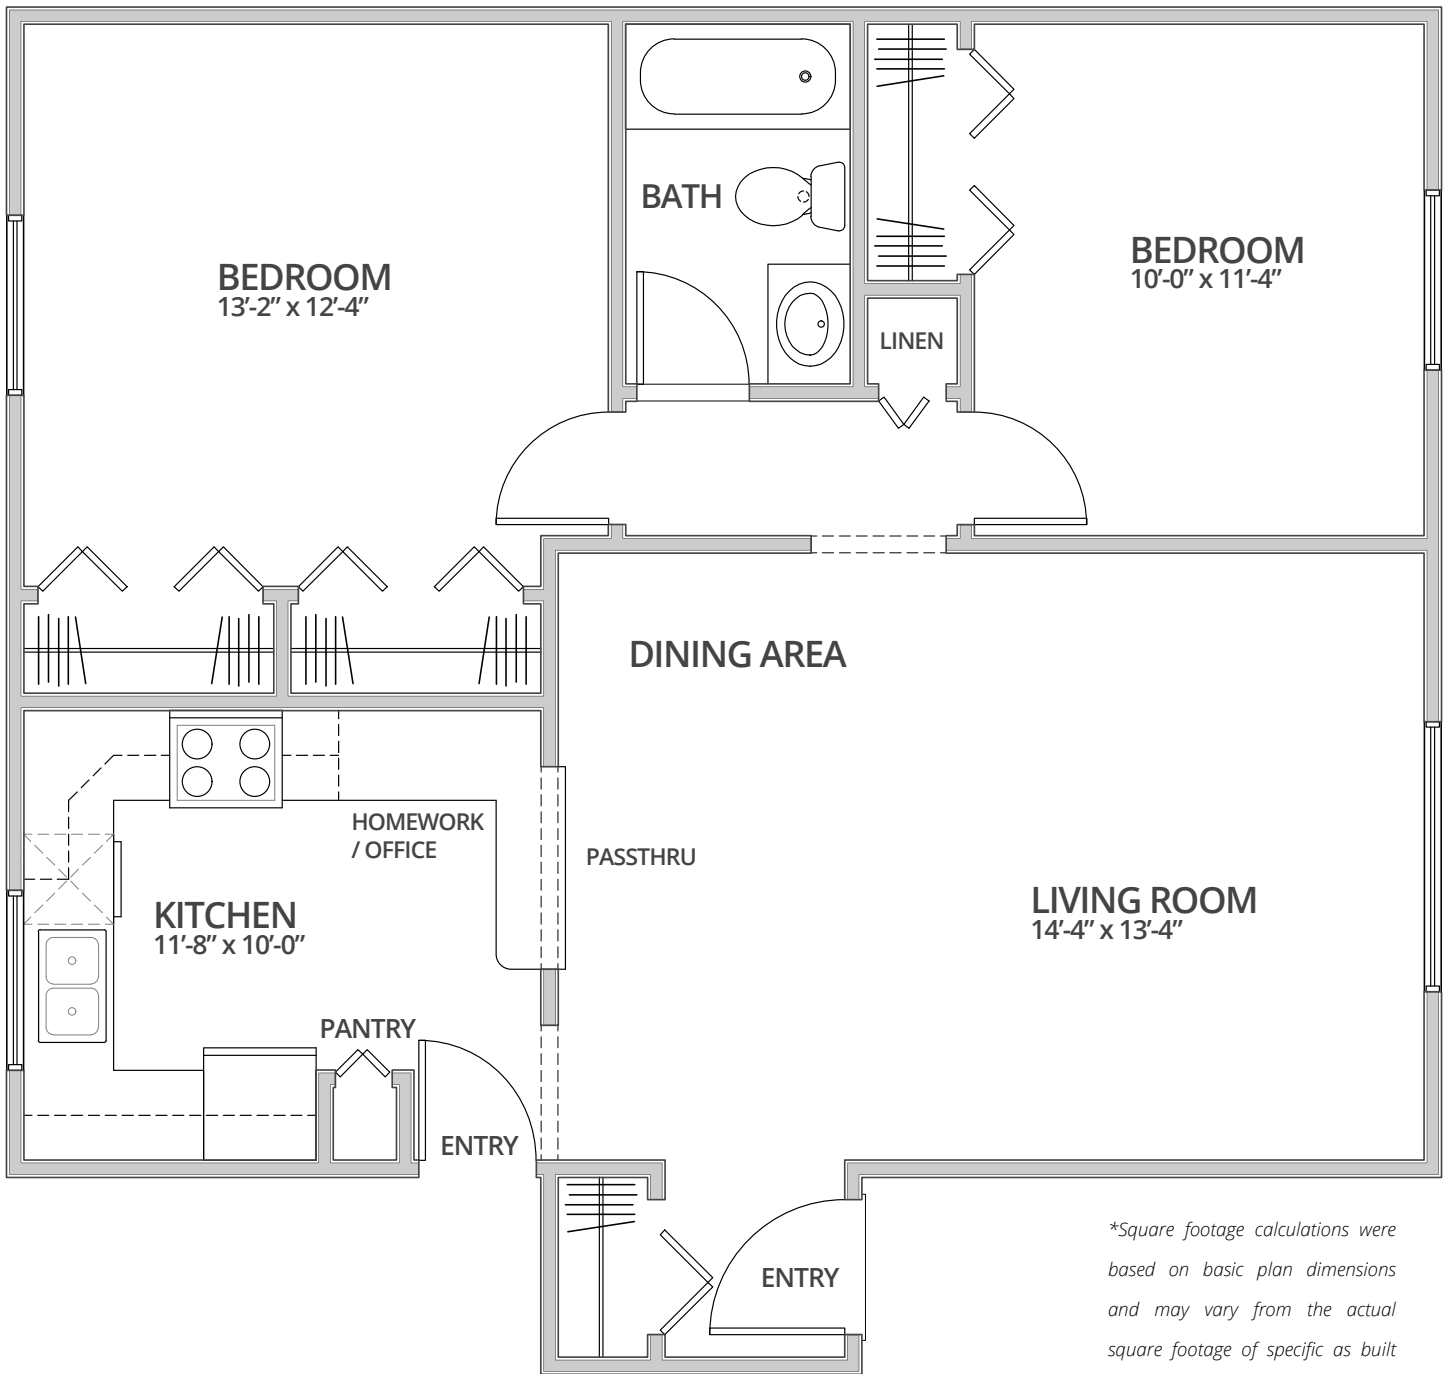 BATH
BEDROOM
13’-2” x 12’-4”
BEDROOM
10’-0” x 11’-4”
LINEN
DINING AREA
HOMEWORK
/ OFFICE
PASSTHRU
KITCHEN
11’-8” x 10’-0”
LIVING ROOM
14’-4” x 13’-4”
PANTRY
ENTRY
ENTRY
*Square footage calculations were
based on basic plan dimensions
and may vary from the actual
square footage of specific as built